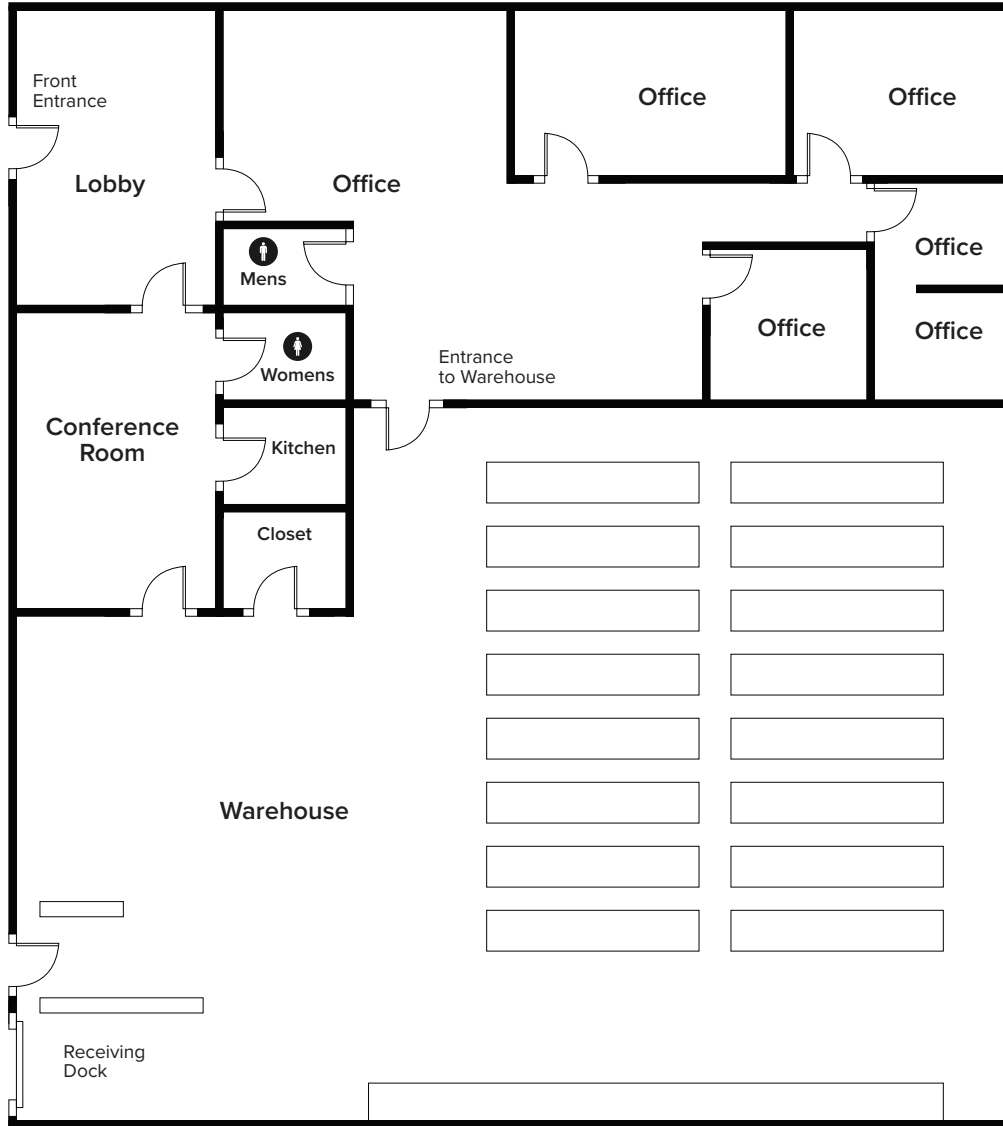 Front
Entrance
Office
Office
Lobby
Office
Mens
Office
Office
Office
Womens
Entrance
to Warehouse
Conference
Room
Kitchen
Closet
Warehouse
Receiving
Dock